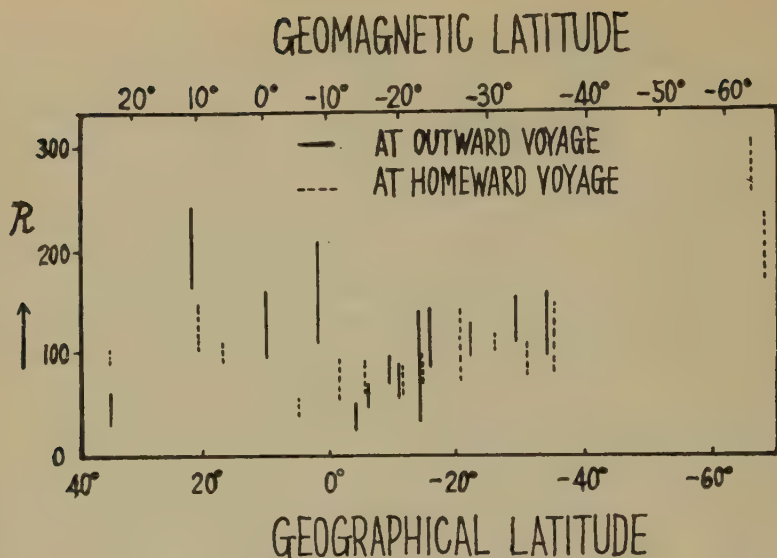 GEOMAGNETIC LATITUDE
20° 10° 0° -10° -20° -30° -40° -50° -60°
300
— AT OUTWARD VOYAGE
----- AT HOMEWARD VOYAGE
R
200
↑
100
0
40° 20° 0° -20° -40° -60°
GEOGRAPHICAL LATITUDE